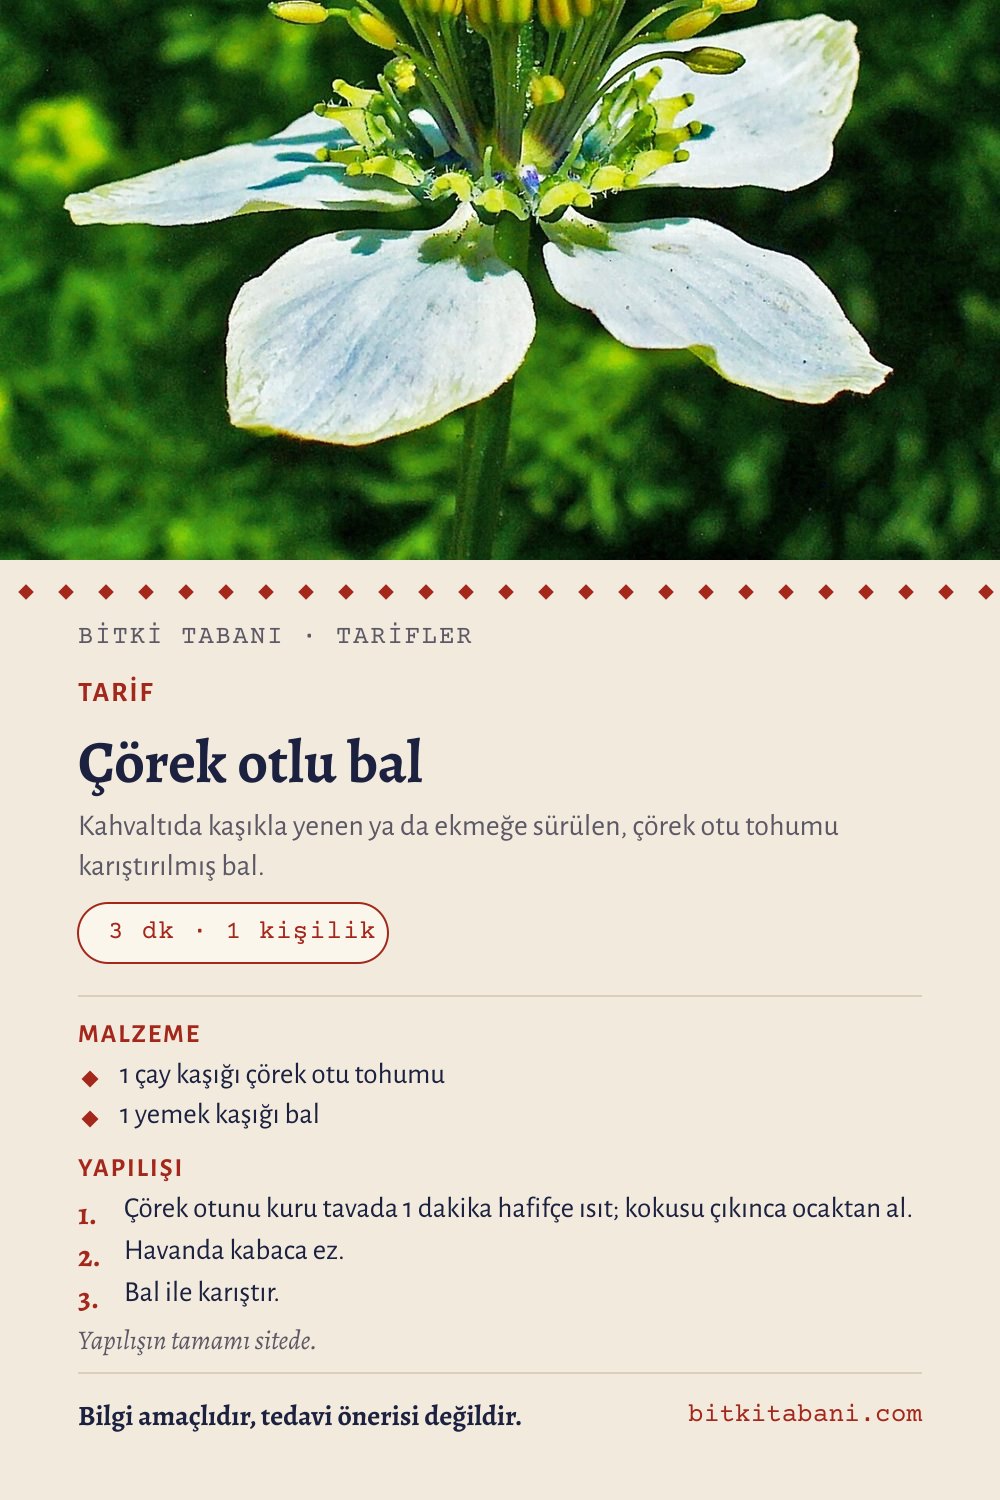 BİTKİ TABANI · TARİFLER
TARİF
Çörek otlu bal
Kahvaltıda kaşıkla yenen ya da ekmeğe sürülen, çörek otu tohumu
karıştırılmış bal.
3 dk · 1 kişilik
MALZEME
◆ 1 çay kaşığı çörek otu tohumu
◆ 1 yemek kaşığı bal
YAPILIŞI
1. Çörek otunu kuru tavada 1 dakika hafifçe ısıt; kokusu çıkınca ocaktan al.
2. Havanda kabaca ez.
3. Bal ile karıştır.
Yapılışın tamamı sitede.
Bilgi amaçlıdır, tedavi önerisi değildir.
bitkitabani.com